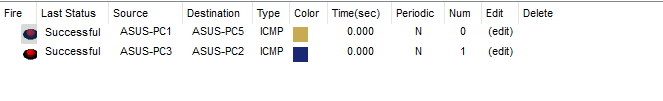 Fire Last Status Source Destination Type Color Time(sec) Periodic Num Edit Delete
Successful ASUS-PC1 ASUS-PC5 ICMP 0.000 N 0 (edit)
Successful ASUS-PC3 ASUS-PC2 ICMP 0.000 N 1 (edit)